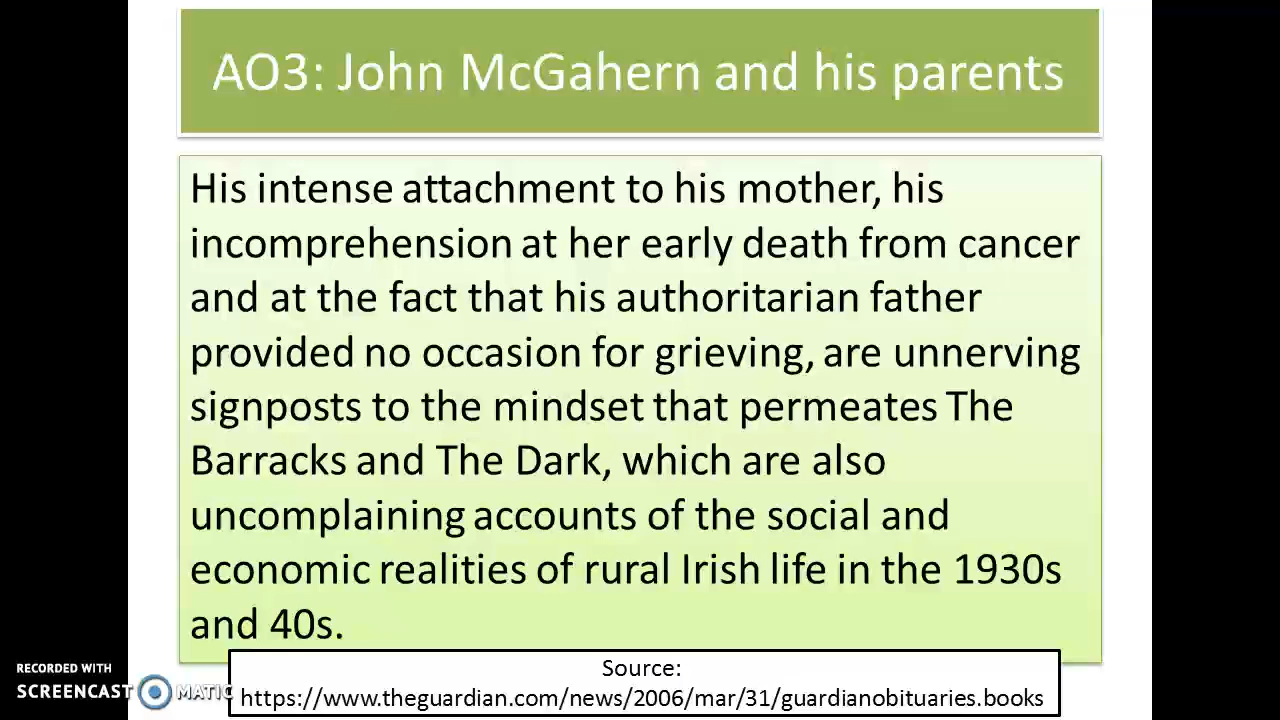 AO3: John McGahern and his parents
His intense attachment to his mother, his
incomprehension at her early death from cancer
and at the fact that his authoritarian father
provided no occasion for grieving, are unnerving
signposts to the mindset that permeates The
Barracks and The Dark, which are also
uncomplaining accounts of the social and
economic realities of rural Irish life in the 1930s
and 40s.
Source:
https://www.theguardian.com/news/2006/mar/31/guardianobituaries.books
RECORDED WITH
SCREENCAST MATIC